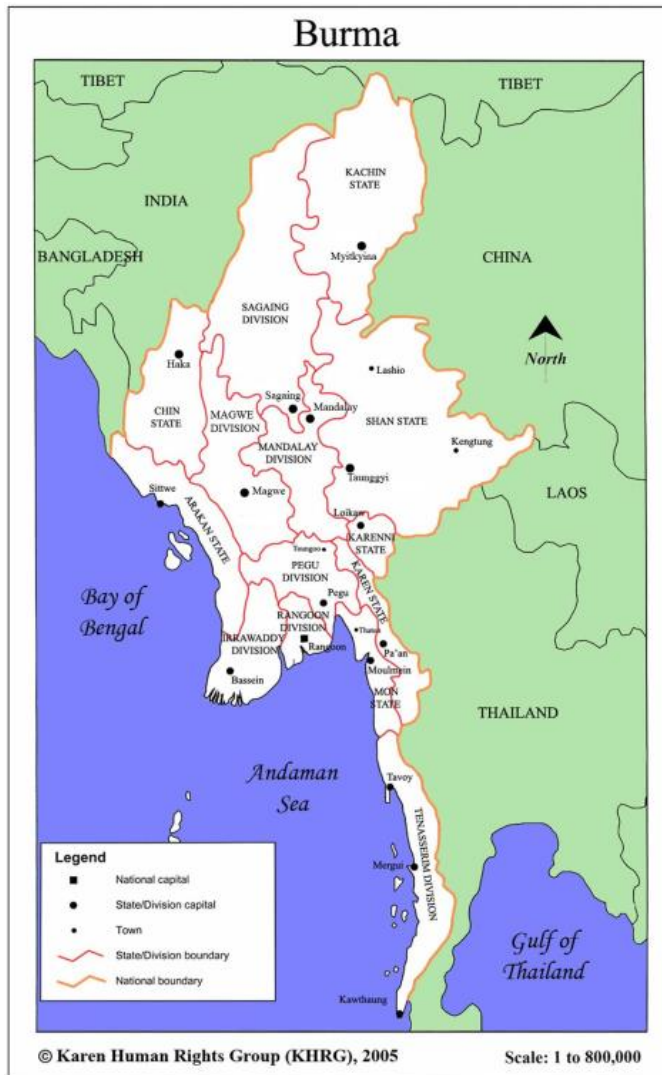 Burma
TIBET
TIBET
KACHIN
STATE
INDIA
BANGLADESH
Myitkyina
CHINA
SAGAING
DIVISION
North
Haka
Lashio
CHIN
STATE
MAGWE
DIVISION
Sagaing
Mandalay
SHAN STATE
MANDALAY
DIVISION
Kengtung
Taunggyi
Magwe
LAOS
Sittwe
ARAKAN STATE
Loikaw
KARENNI
STATE
Toungoo
PEGU
DIVISION
KAREN STATE
Bay of
Bengal
Pegu
RANGOON
DIVISION
IRRAWADDY
DIVISION
Rangoon
Thaton
Pa'an
Bassein
Moulmein
MON
STATE
THAILAND
Andaman
Sea
Tavoy
TENASSERIM DIVISION
Mergui
Gulf of
Thailand
Kawthaung
Legend
National capital
State/Division capital
Town
State/Division boundary
National boundary
© Karen Human Rights Group (KHRG), 2005
Scale: 1 to 800,000